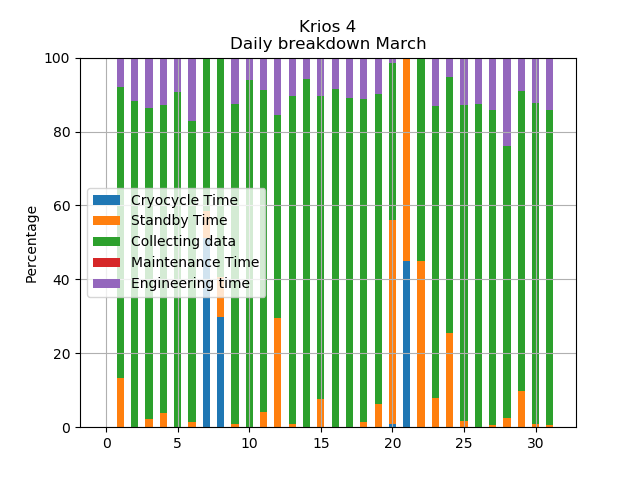 Krios 4
Daily breakdown March
Percentage
100
80
60
40
20
0
Cryocycle Time
Standby Time
Collecting data
Maintenance Time
Engineering time
0 5 10 15 20 25 30